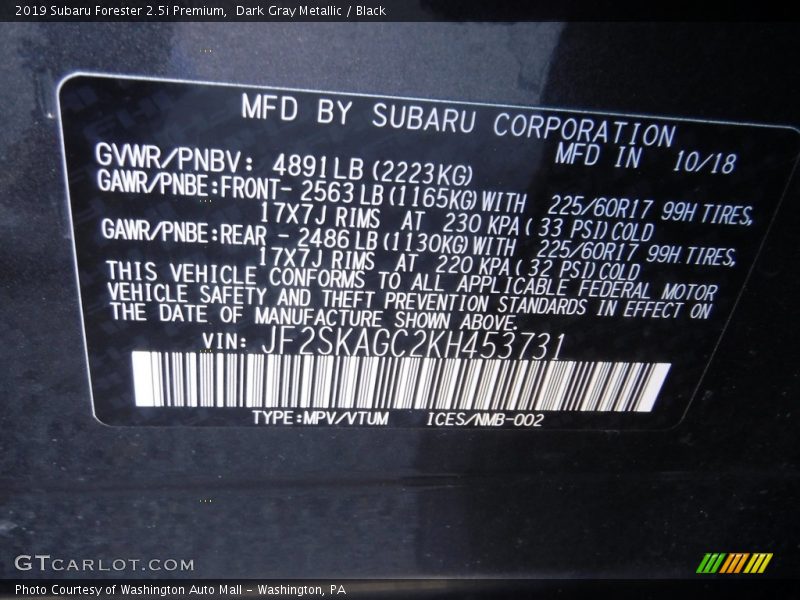 2019 Subaru Forester 2.5i Premium, Dark Gray Metallic / Black
MFD BY SUBARU CORPORATION
GVWR/PNBV: 4891LB (2223KG) MFD IN 10/18
GAWR/PNBE:FRONT- 2563LB(1165KG)WITH 225/60R17 99H TIRES,
17X7J RIMS AT 230 KPA( 33 PSI)COLD
GAWR/PNBE:REAR - 2486LB(1130KG)WITH 225/60R17 99H TIRES,
17X7J RIMS AT 220 KPA( 32 PSI)COLD
THIS VEHICLE CONFORMS TO ALL APPLICABLE FEDERAL MOTOR
VEHICLE SAFETY AND THEFT PREVENTION STANDARDS IN EFFECT ON
THE DATE OF MANUFACTURE SHOWN ABOVE.
VIN: JF2SKAGC2KH453731
TYPE:MPV/VTUM ICES/NMB-002
GTCARLOT.COM
Photo Courtesy of Washington Auto Mall - Washington, PA